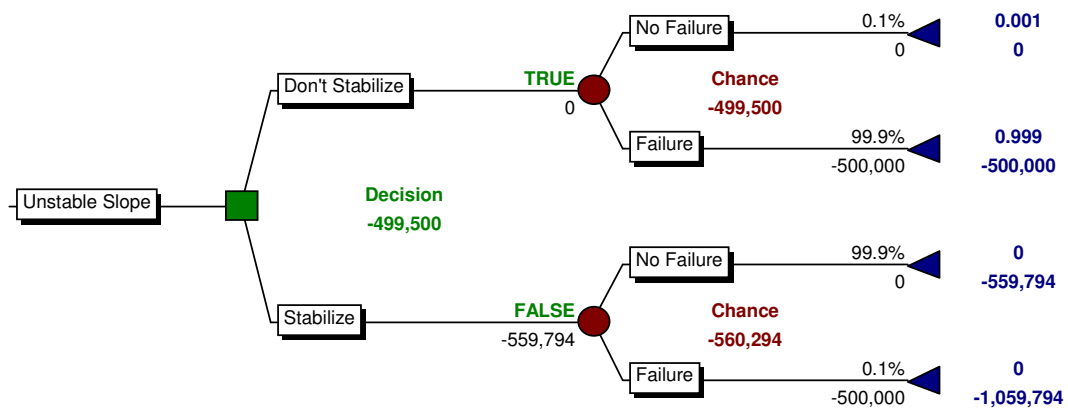 No Failure
0.1%
0
0.001
0
Don't Stabilize
TRUE
0
Chance
-499,500
Failure
99.9%
-500,000
0.999
-500,000
Unstable Slope
Decision
-499,500
No Failure
99.9%
0
0
-559,794
Stabilize
FALSE
-559,794
Chance
-560,294
Failure
0.1%
-500,000
0
-1,059,794